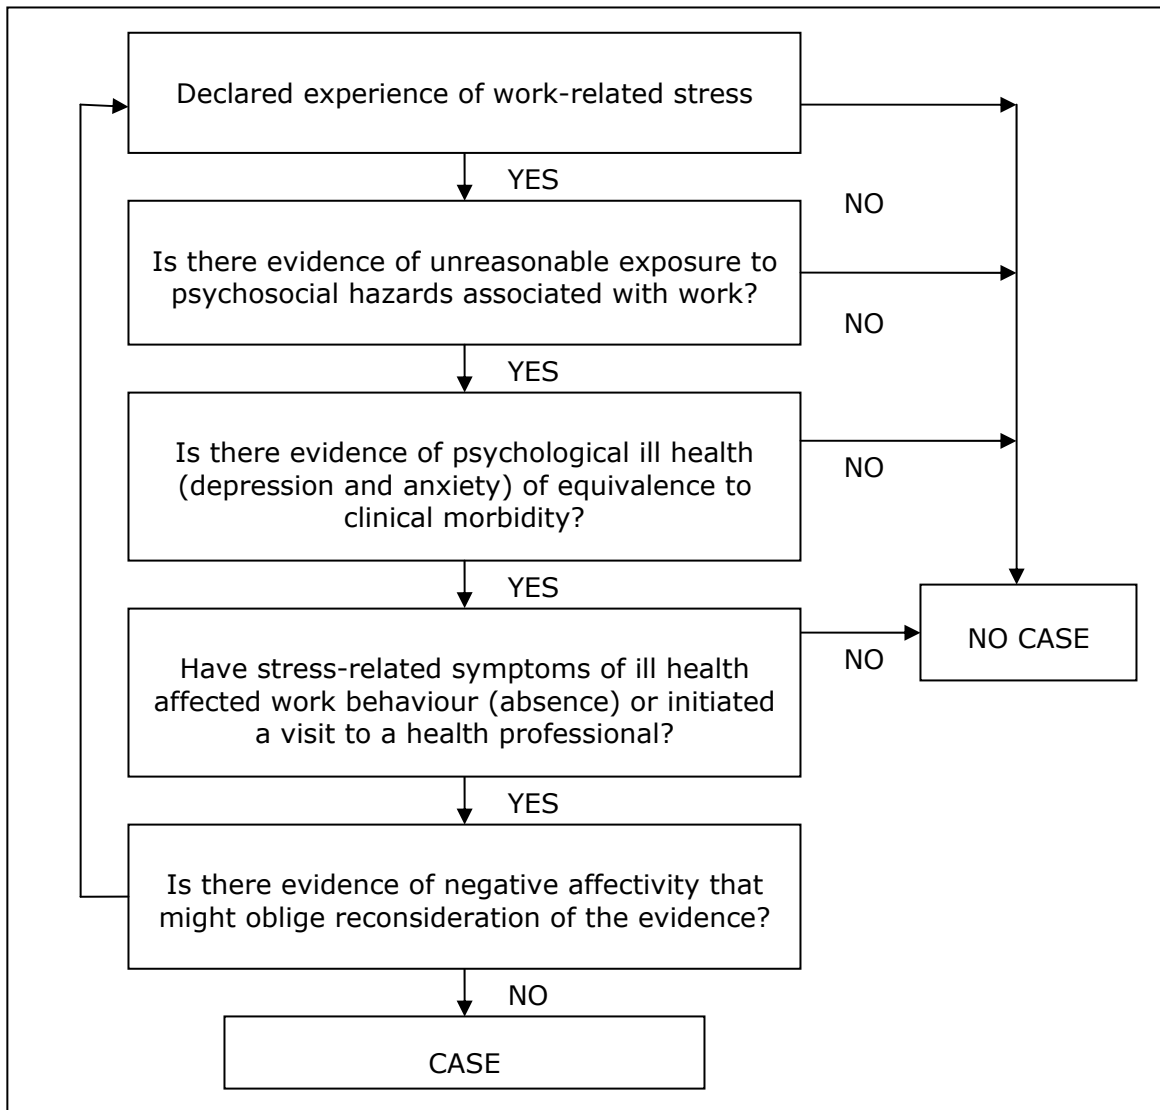 Declared experience of work-related stress
YES
NO
Is there evidence of unreasonable exposure to
psychosocial hazards associated with work?
NO
YES
Is there evidence of psychological ill health
(depression and anxiety) of equivalence to
clinical morbidity?
NO
YES
Have stress-related symptoms of ill health
affected work behaviour (absence) or initiated
a visit to a health professional?
NO
NO CASE
YES
Is there evidence of negative affectivity that
might oblige reconsideration of the evidence?
NO
CASE